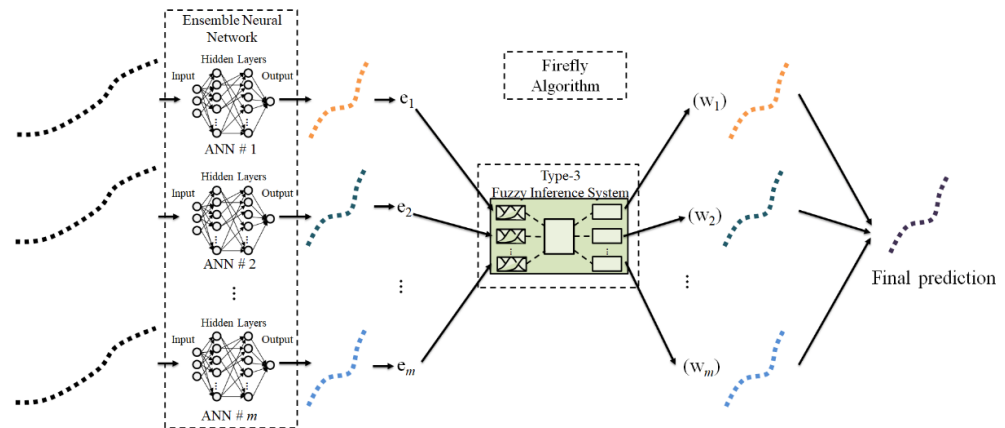 Ensemble Neural
Network
Hidden Layers
Input
Output
ANN # 1
e1
Firefly
Algorithm
(w1)
Hidden Layers
Input
Output
ANN # 2
e2
Type-3
Fuzzy Inference System
(w2)
Final prediction
...
⋮
⋮
⋮
Hidden Layers
Input
Output
ANN # m
em
(wm)